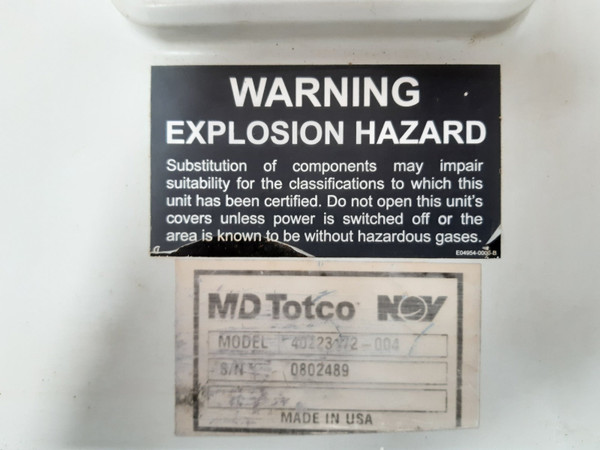 WARNING
EXPLOSION HAZARD
Substitution of components may impair
suitability for the classifications to which this
unit has been certified. Do not open this unit's
covers unless power is switched off or the
area is known to be without hazardous gases.
MD Totco NOV
MODEL
S/N 0802489
MADE IN USA